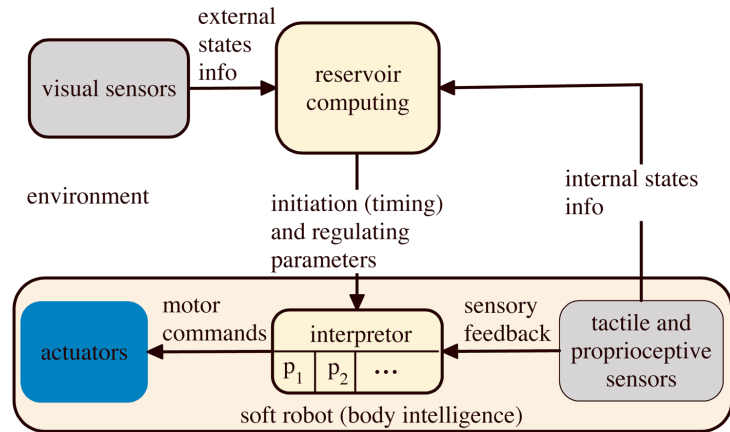 external
states
info
visual sensors
reservoir
computing
environment
internal states
info
initiation (timing)
and regulating
parameters
motor
commands
sensory
feedback
actuators
interpretor
p1 p2 ...
tactile and
proprioceptive
sensors
soft robot (body intelligence)